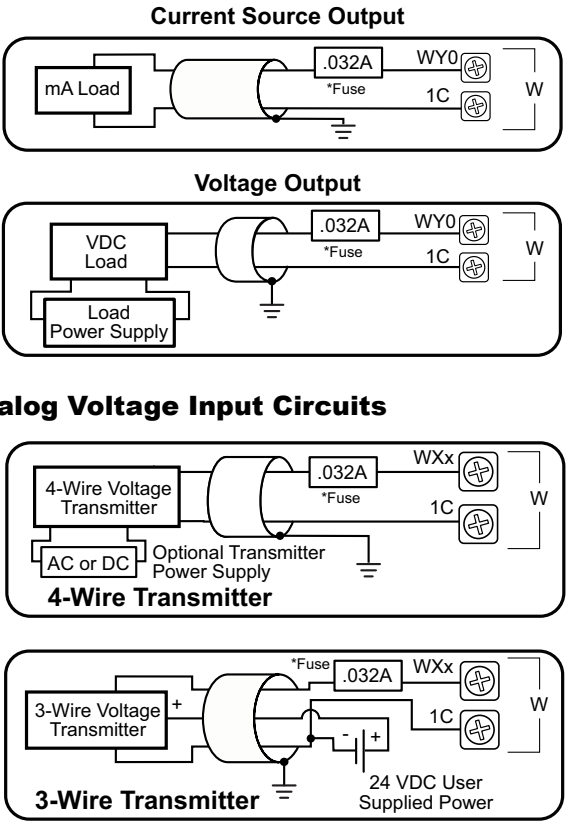 Current Source Output
mA Load
.032A
*Fuse
WY0
1C
W
Voltage Output
VDC
Load
Load
Power Supply
.032A
*Fuse
WY0
1C
W
alog Voltage Input Circuits
4-Wire Voltage
Transmitter
AC or DC
Optional Transmitter
Power Supply
.032A
*Fuse
WXx
1C
W
4-Wire Transmitter
3-Wire Voltage
Transmitter
+
*Fuse
.032A
WXx
1C
W
- +
24 VDC User
Supplied Power
3-Wire Transmitter